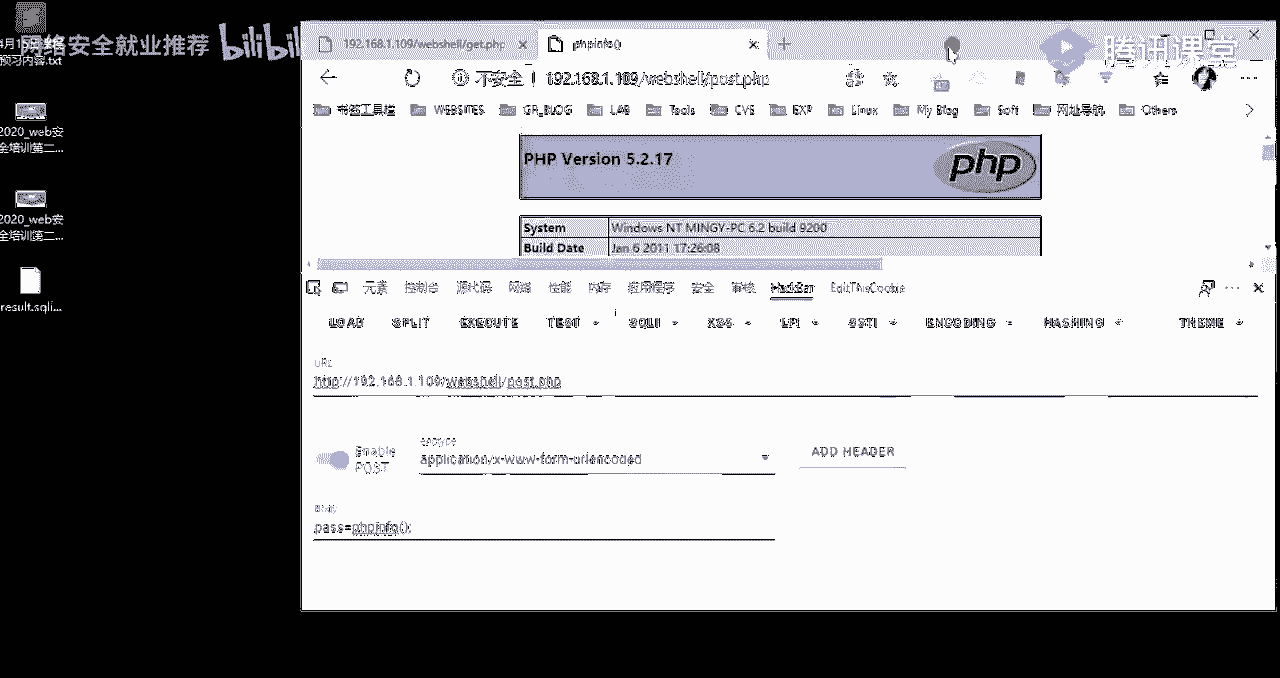 网络安全就业推荐 bilibil
腾讯课堂
预习内容.txt
2020_web安
全培训第二...
2020_web安
全培训第二...
result.sqli...
192.168.1.109/webshell/get.php
phpinfo()
不安全 | 192.168.1.109/webshell/post.php
书签工具栏 WEBSITES GR_BLOG LAB Tools CVS EXP Linux My Blog Soft 网址导航 Others
PHP Version 5.2.17
php
System Windows NT MINGY-PC 6.2 build 9200
Build Date Jan 6 2011 17:26:08
元素 控制台 源代码 网络 性能 内存 应用程序 安全 审核 HackBar EditThisCookie
LOAD SPLIT EXECUTE TEST SQLI XSS LFI SSTI ENCODING HASHING THEME
URL
http://192.168.1.109/webshell/post.php
Enable
POST
enctype
application/x-www-form-urlencoded
ADD HEADER
Body
pass=phpinfo();